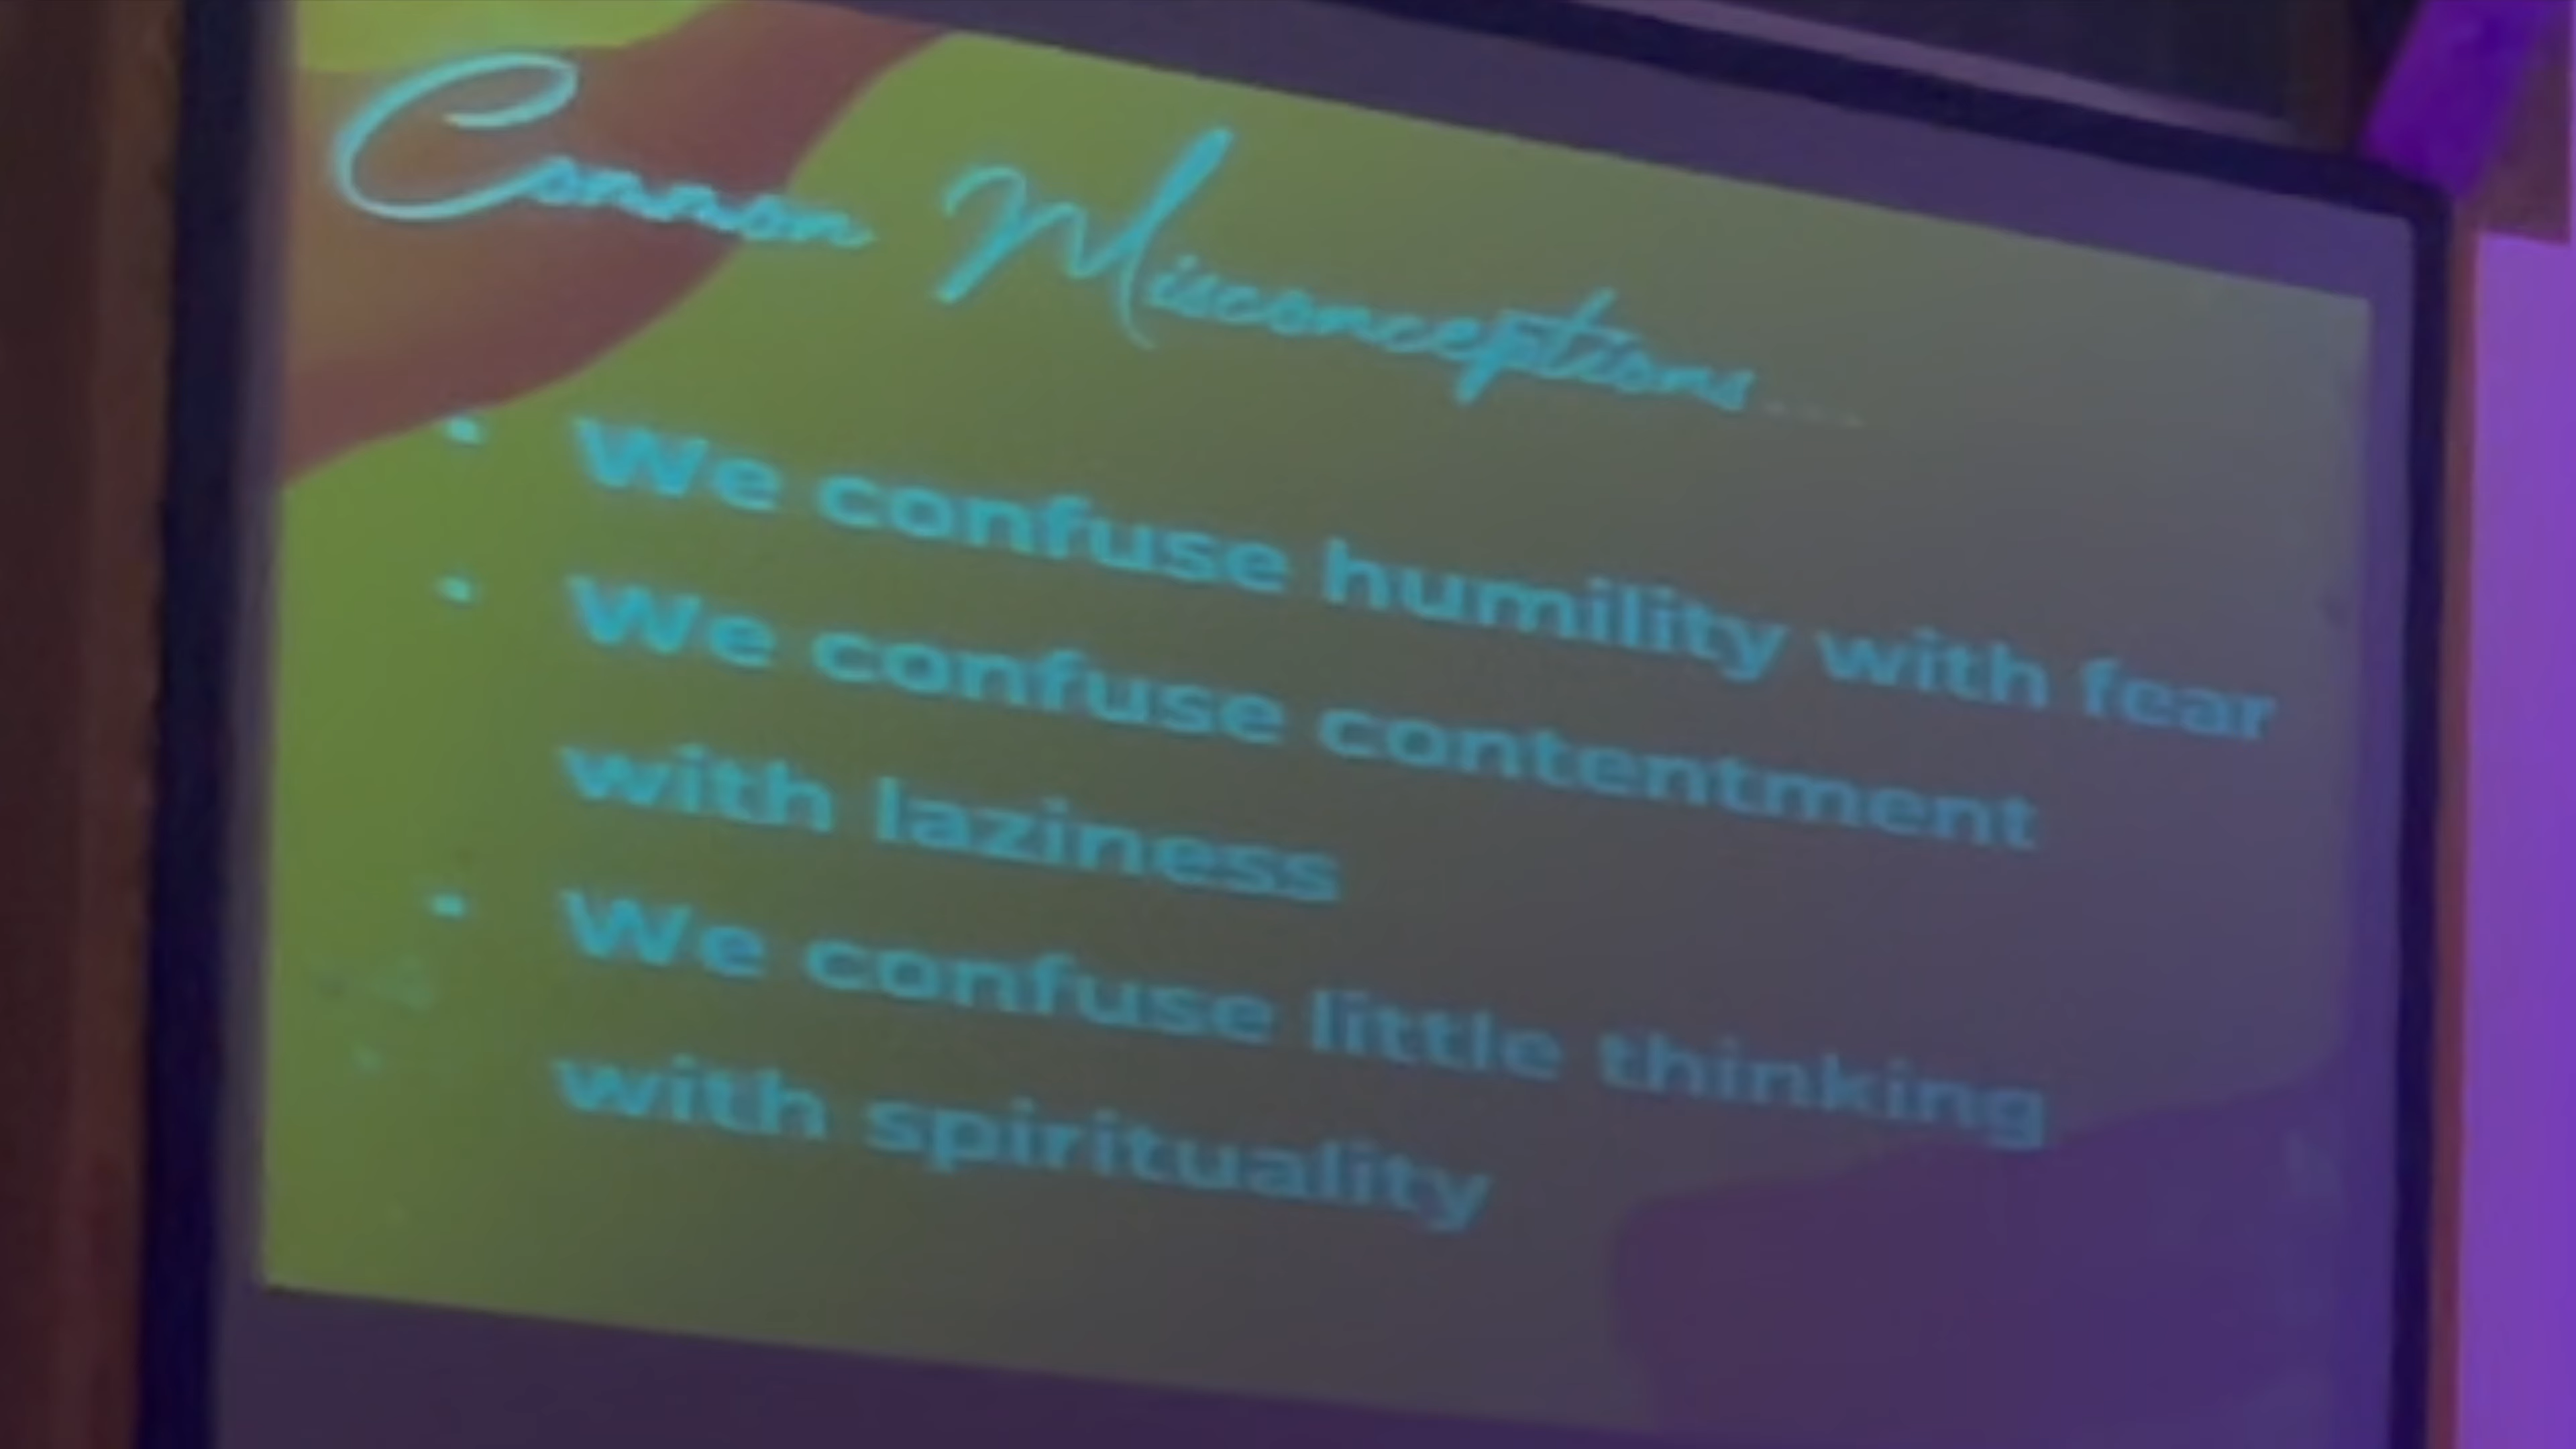 Common Misconceptions...
• We confuse humility with fear
• We confuse contentment
with laziness
• We confuse little thinking
with spirituality